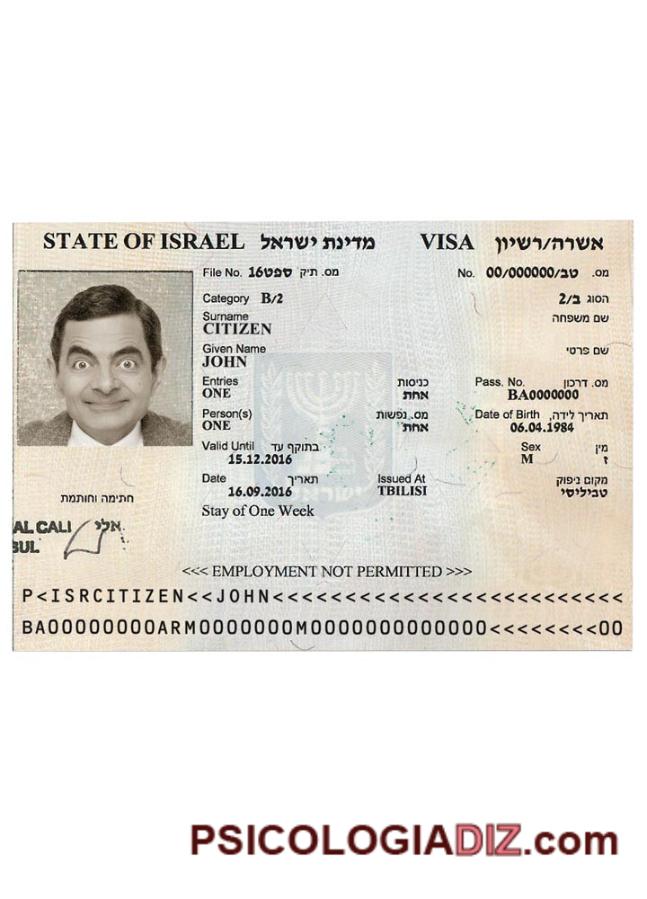 STATE OF ISRAEL מדינת ישראל VISA אשרה/רשיון
File No. ספט16 מס. תיק No. 00/000000/טב מס.
Category B/2 הסוג ב/2
Surname שם משפחה
CITIZEN
Given Name שם פרטי
JOHN
Entries כניסות Pass. No. מס. דרכון
ONE אחת BA0000000
Person(s) מס. נפשות Date of Birth תאריך לידה,
ONE אחת 06.04.1984
Valid Until בתוקף עד Sex מין
15.12.2016 M ז
Date תאריך Issued At מקום ניפוק
16.09.2016 TBILISI טביליסי
Stay of One Week
ישראל
חתימה וחותמת
AL CALI אלי
SUL
<<< EMPLOYMENT NOT PERMITTED >>>
P<ISRCITIZEN<<JOHN<<<<<<<<<<<<<<<<<<<<<<<<<<
BA00000000ARM0000000M00000000000000<<<<<<<<00
PSICOLOGIADIZ.com